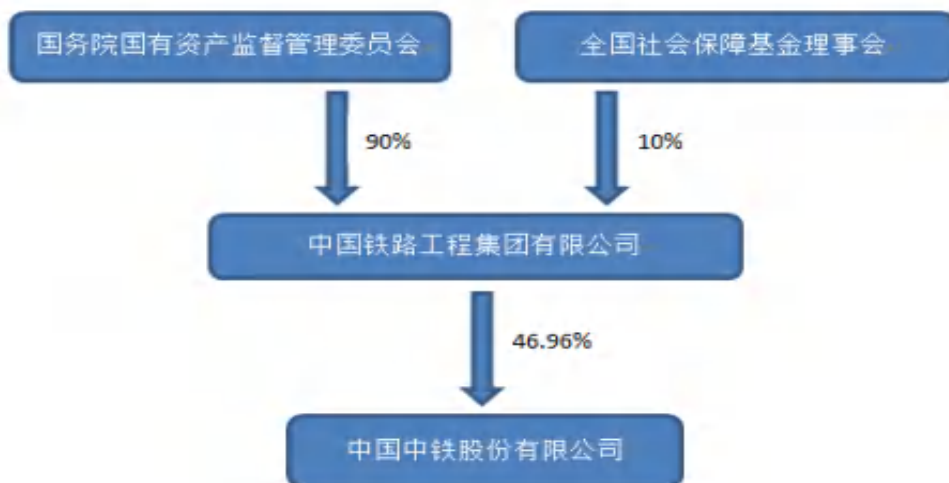 国务院国有资产监督管理委员会
全国社会保障基金理事会
90%
10%
中国铁路工程集团有限公司
46.96%
中国中铁股份有限公司